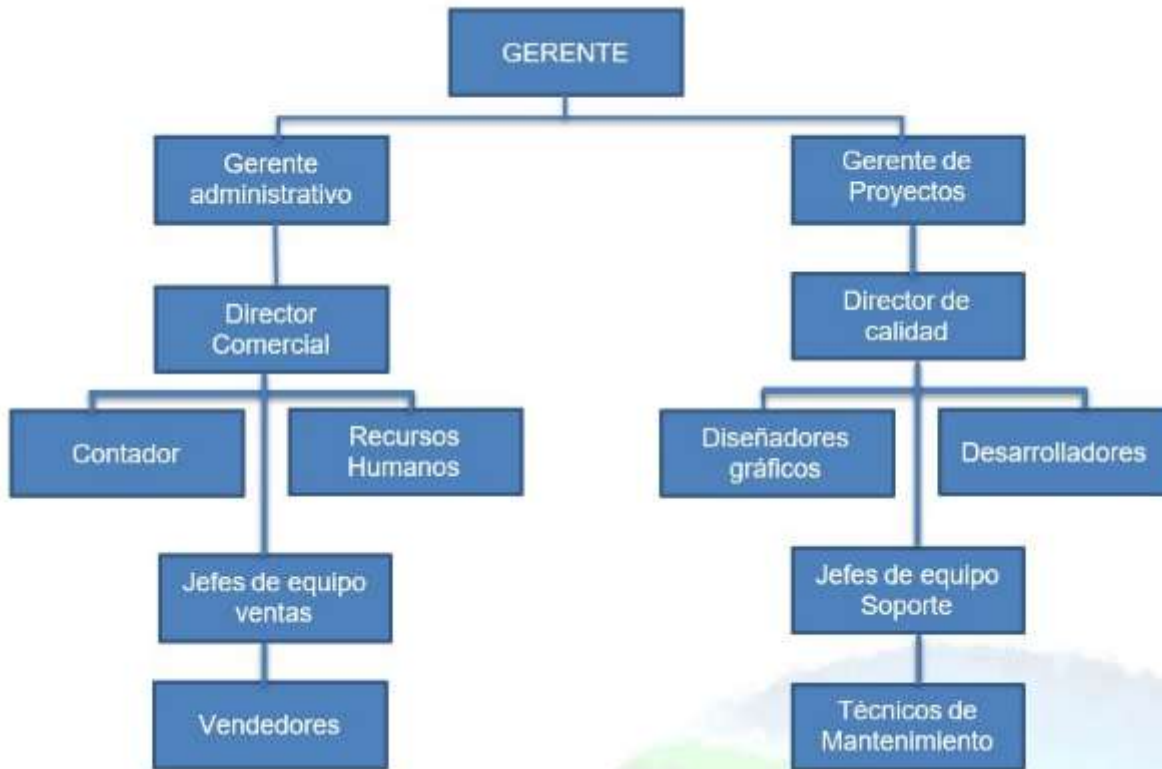 GERENTE
Gerente
administrativo
Gerente de
Proyectos
Director
Comercial
Director de
calidad
Contador
Recursos
Humanos
Diseñadores
gráficos
Desarrolladores
Jefes de equipo
ventas
Jefes de equipo
Soporte
Vendedores
Técnicos de
Mantenimiento